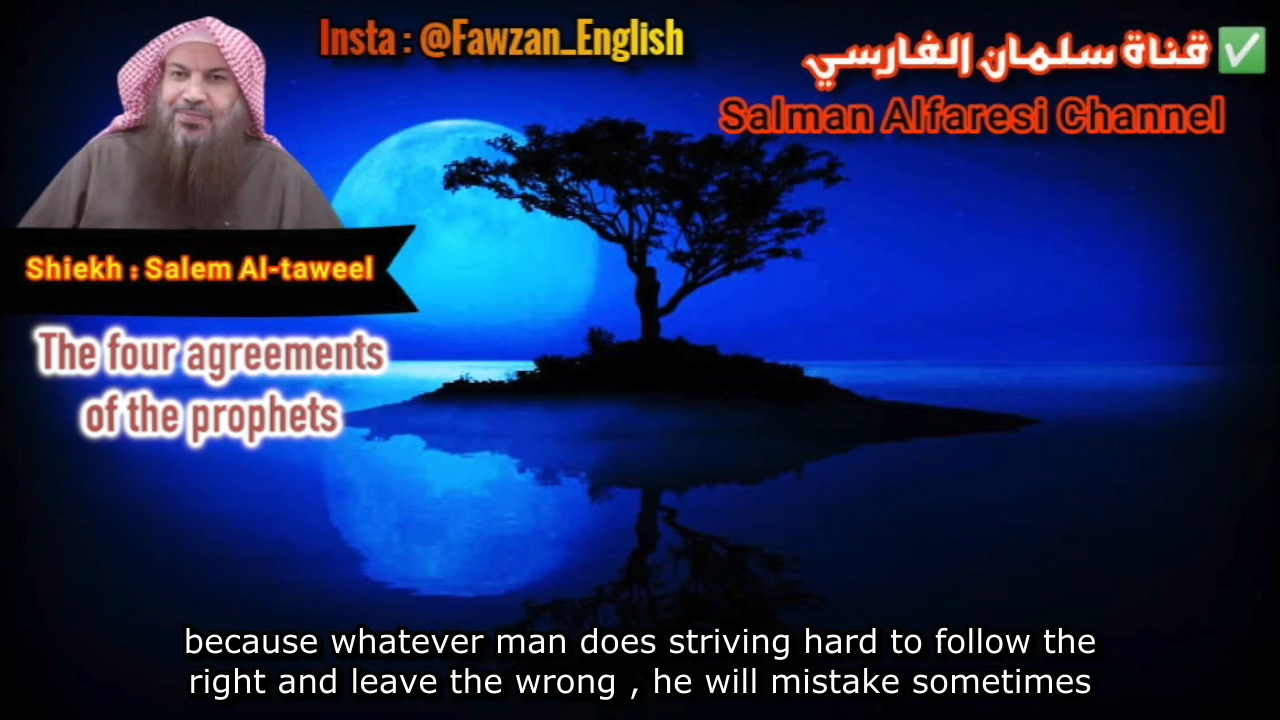 Insta : @Fawzan_English
قناة سلمان الفارسي
Salman Alfaresi Channel
Shiekh : Salem Al-taweel
The four agreements
of the prophets
because whatever man does striving hard to follow the
right and leave the wrong , he will mistake sometimes